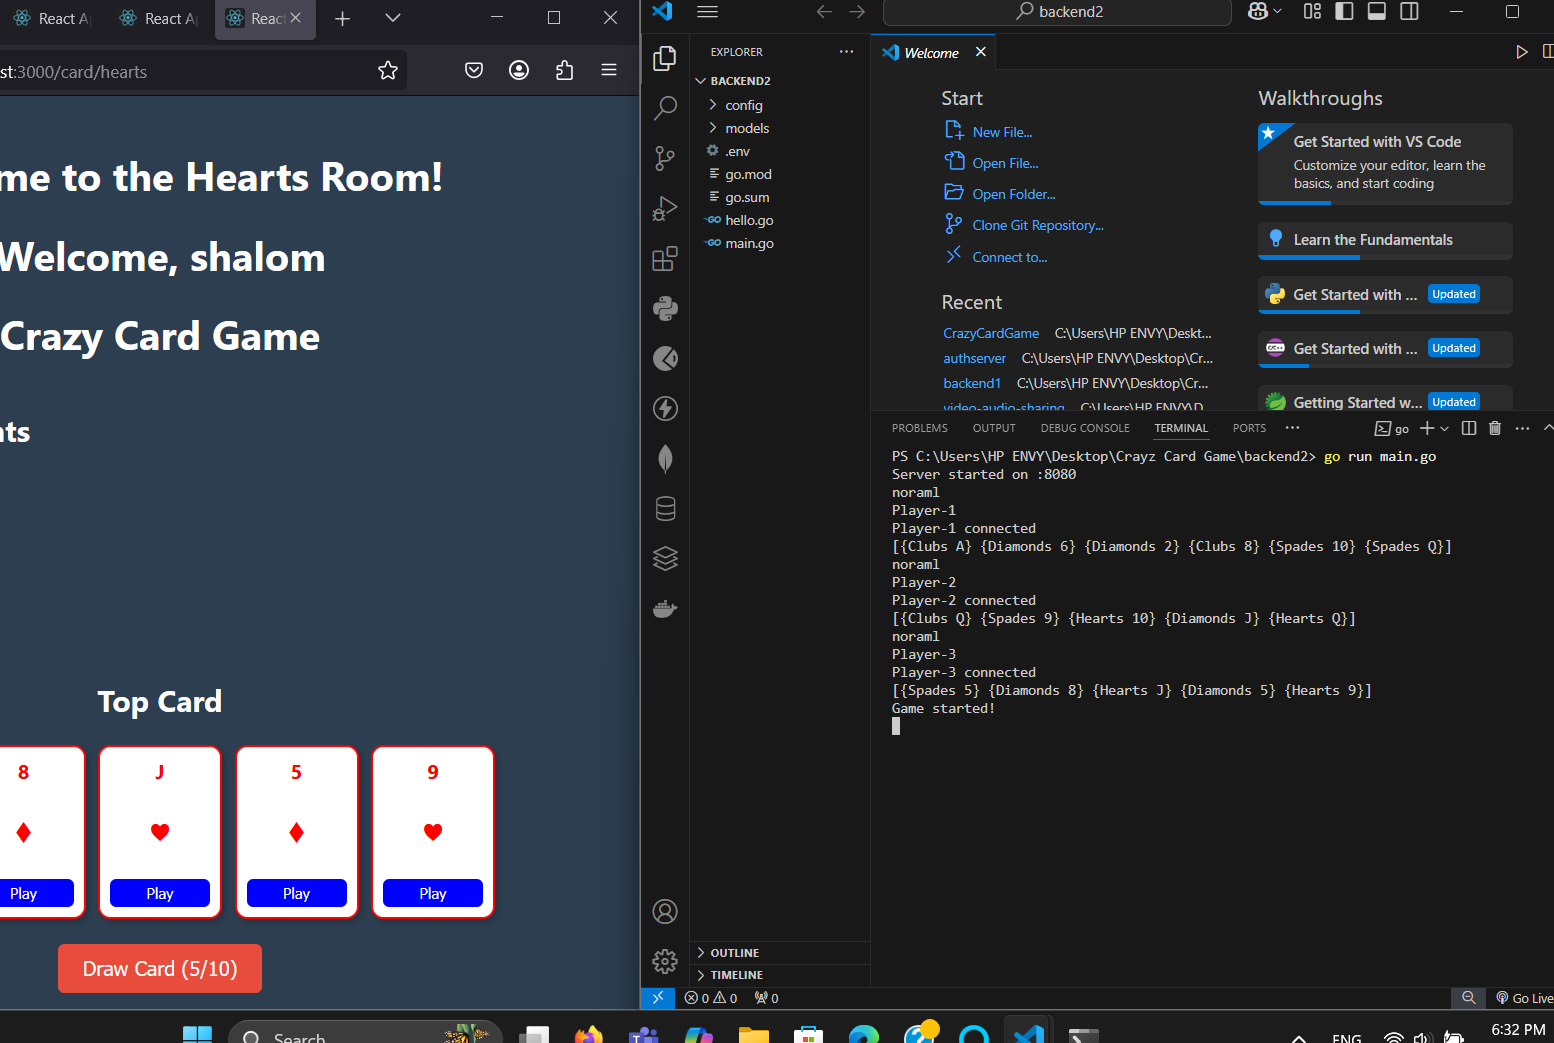 React A
React A
React
st:3000/card/hearts
me to the Hearts Room!
Welcome, shalom
Crazy Card Game
nts
Top Card
8
Play
J
Play
5
Play
9
Play
Draw Card (5/10)
backend2
EXPLORER
BACKEND2
config
models
.env
go.mod
go.sum
GO hello.go
GO main.go
OUTLINE
TIMELINE
Welcome
Start
New File...
Open File...
Open Folder...
Clone Git Repository...
Connect to...
Recent
CrazyCardGame C:\Users\HP ENVY\Deskt...
authserver C:\Users\HP ENVY\Desktop\Cr...
backend1 C:\Users\HP ENVY\Desktop\Cr...
video-audio-sharing C:\Users\HP ENVY\D
Walkthroughs
Get Started with VS Code
Customize your editor, learn the
basics, and start coding
Learn the Fundamentals
Get Started with ... Updated
C/C++ Get Started with ... Updated
Getting Started w... Updated
PROBLEMS OUTPUT DEBUG CONSOLE TERMINAL PORTS ... go
PS C:\Users\HP ENVY\Desktop\Crayz Card Game\backend2> go run main.go
Server started on :8080
noraml
Player-1
Player-1 connected
[{Clubs A} {Diamonds 6} {Diamonds 2} {Clubs 8} {Spades 10} {Spades Q}]
noraml
Player-2
Player-2 connected
[{Clubs Q} {Spades 9} {Hearts 10} {Diamonds J} {Hearts Q}]
noraml
Player-3
Player-3 connected
[{Spades 5} {Diamonds 8} {Hearts J} {Diamonds 5} {Hearts 9}]
Game started!
0 0 0 Go Live
Search
ENG
6:32 PM